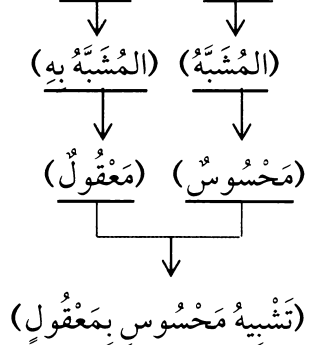 (المُشَبَّهُ) (المُشَبَّهُ بِهِ)
(مَحْسُوسٌ) (مَعْقُولٌ)
(تَشْبِيهُ مَحْسُوسٍ بِمَعْقُولٍ)